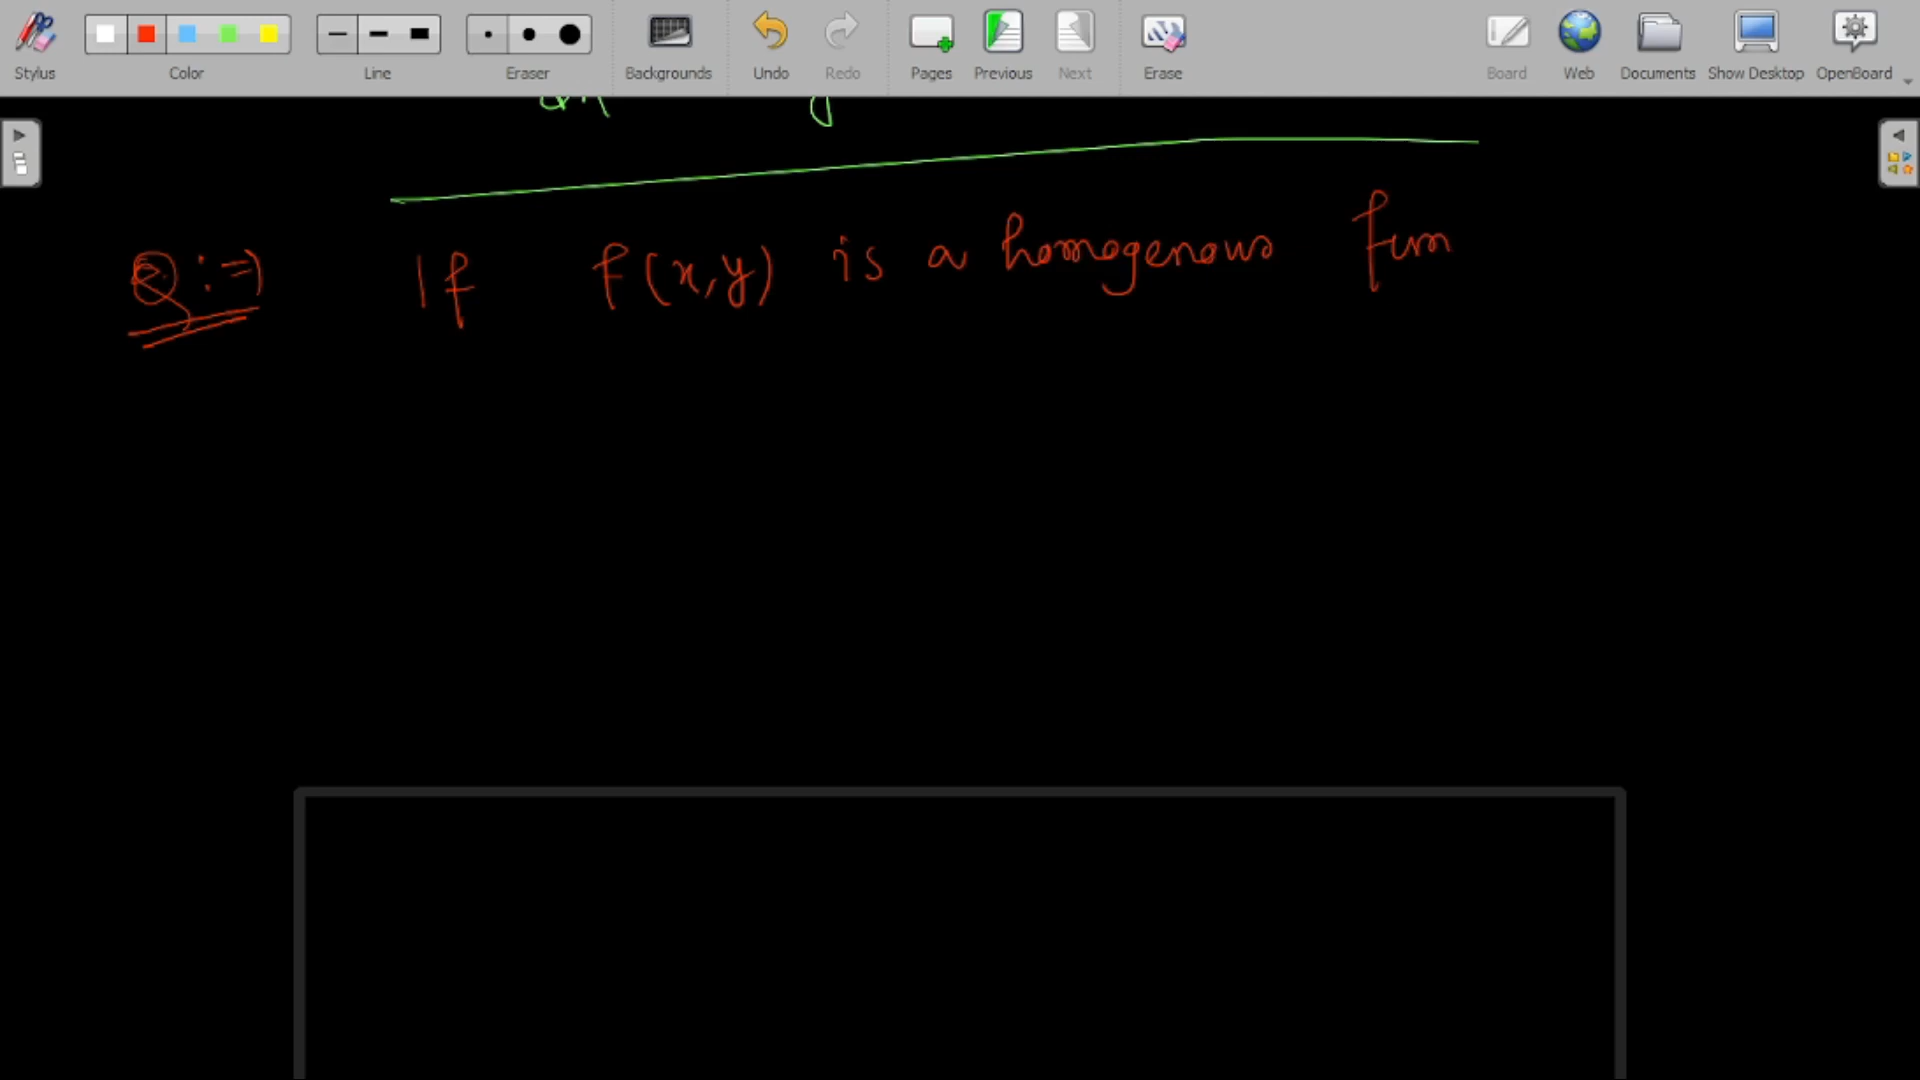 Stylus Color Line Eraser Backgrounds Undo Redo Pages Previous Next Erase Board Web Documents Show Desktop OpenBoard
Q :⇒ If f(x,y) is a homogenous fun